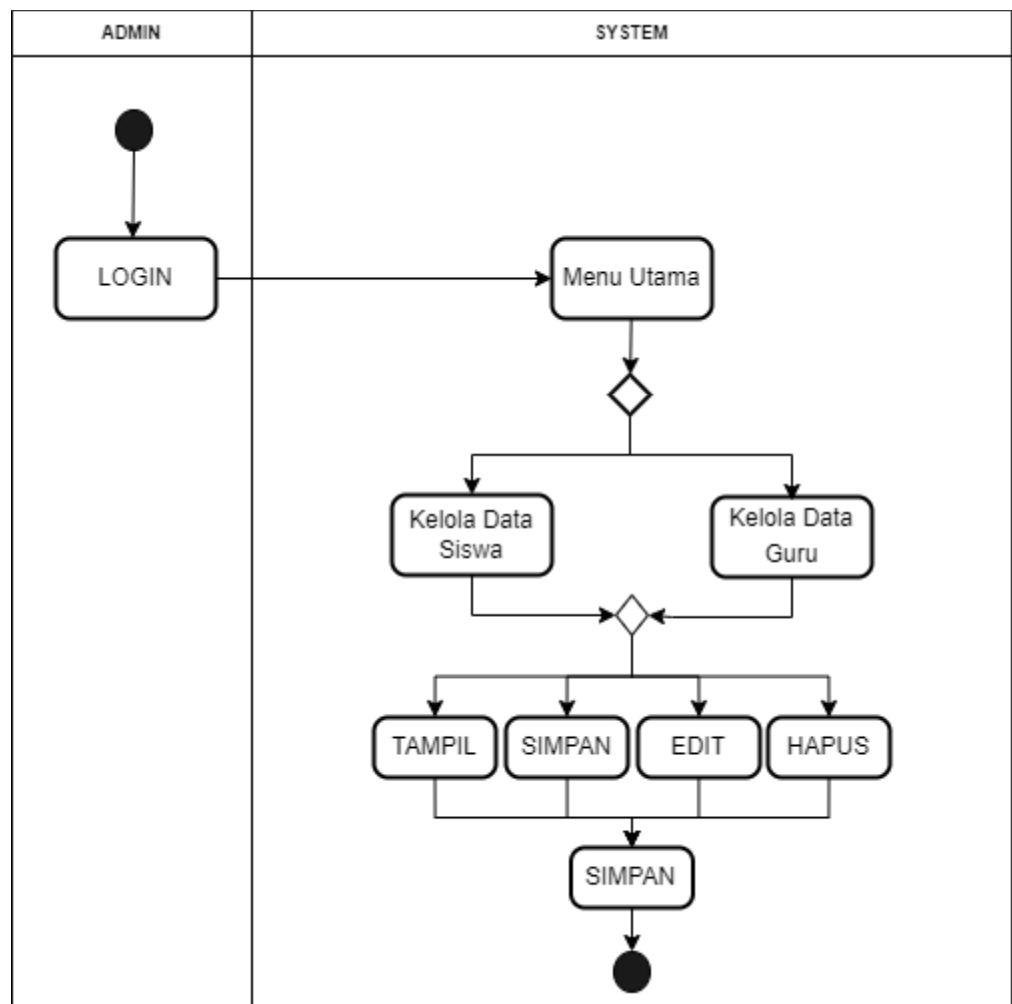 ADMIN
SYSTEM
LOGIN
Menu Utama
Kelola Data
Siswa
Kelola Data
Guru
TAMPIL
SIMPAN
EDIT
HAPUS
SIMPAN